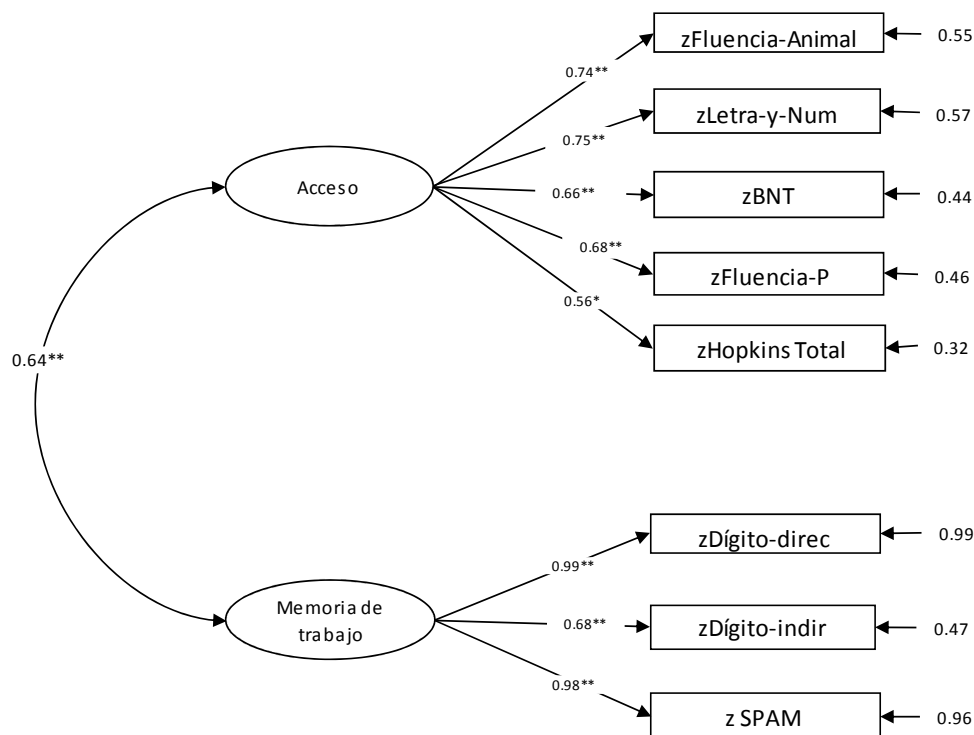 zFluencia-Animal
0.55
0.74**
zLetra-y-Num
0.57
0.75**
Acceso
0.66**
zBNT
0.44
0.68**
zFluencia-P
0.46
0.56*
zHopkins Total
0.32
0.64**
zDígito-direc
0.99
0.99**
Memoria de
trabajo
0.68**
zDígito-indir
0.47
0.98**
z SPAM
0.96